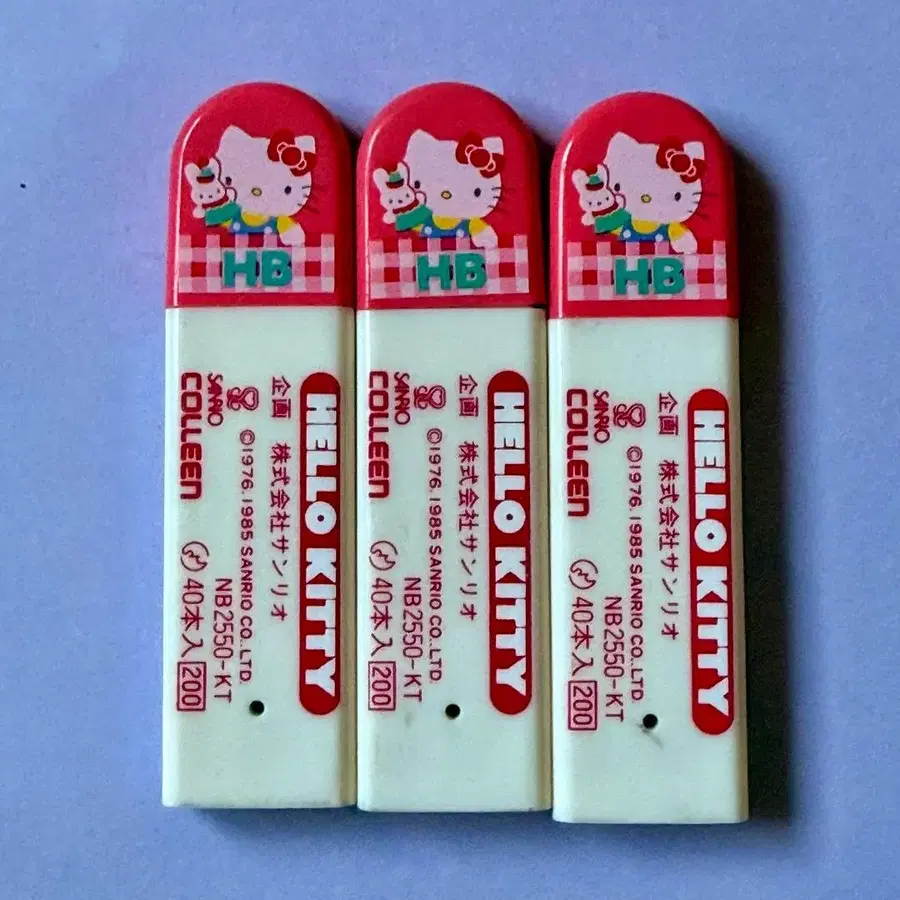 HB
HELLO KITTY
企画 株式会社サンリオ
©1976.1985 SANRIO CO.,LTD.
NB2550-KT
SANRIO
COLLEEN
40本入 200
HB
HELLO KITTY
企画 株式会社サンリオ
©1976.1985 SANRIO CO.,LTD.
NB2550-KT
SANRIO
COLLEEN
40本入 200
HB
HELLO KITTY
企画 株式会社サンリオ
©1976.1985 SANRIO CO.,LTD.
NB2550-KT
SANRIO
COLLEEN
40本入 200